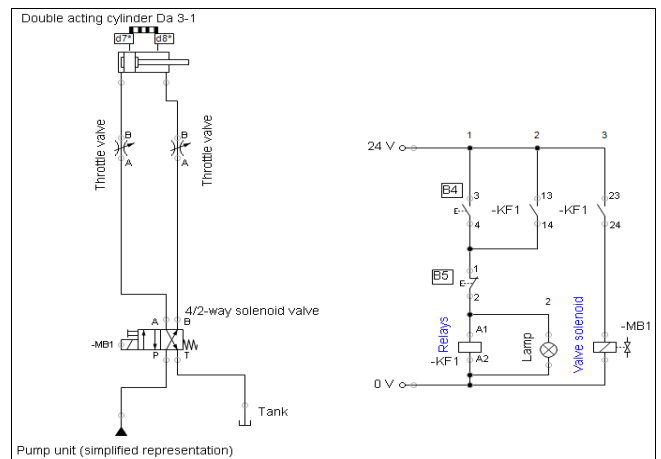 Double acting cylinder Da 3-1
d7* d8*
B B
Throttle valve
Throttle valve
A A
4/2-way solenoid valve
A B
-MB1
P T
Tank
Pump unit (simplified representation)
1 2 3
24 V
B4
3 13 23
-KF1 -KF1
4 14 24
B5
1
2
2
Relays
A1
A2
-KF1
Lamp
Valve solenoid
-MB1
0 V